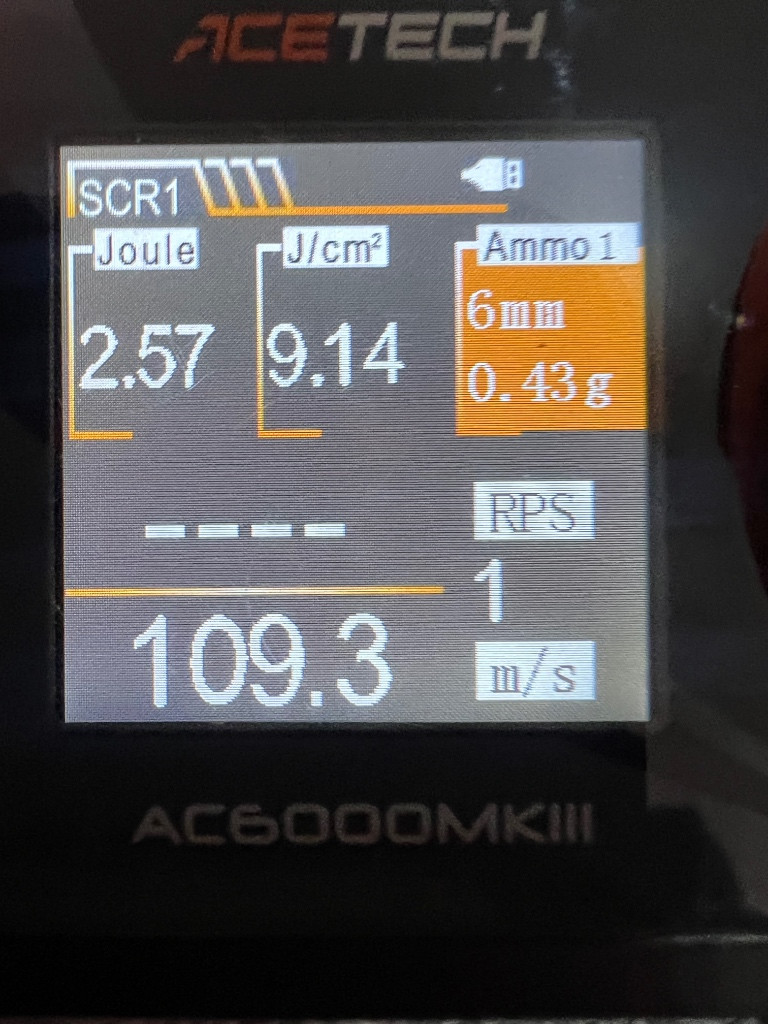 ACETECH
SCR1
Joule
J/cm²
Ammo 1
2.57
9.14
6mm
0.43g
----
RPS
1
109.3
m/s
AC6000MKIII